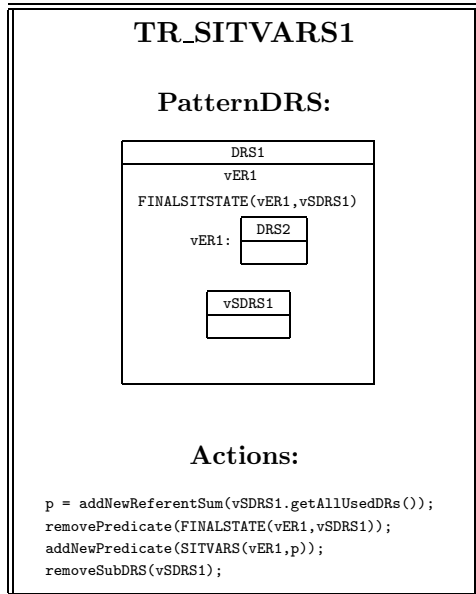 TR_SITVARS1
PatternDRS:
DRS1
vER1
FINALSITSTATE(vER1,vSDRS1)
DRS2
vER1:
vSDRS1
Actions:
p = addNewReferentSum(vSDRS1.getAllUsedDRs());
removePredicate(FINALSTATE(vER1,vSDRS1));
addNewPredicate(SITVARS(vER1,p));
removeSubDRS(vSDRS1);